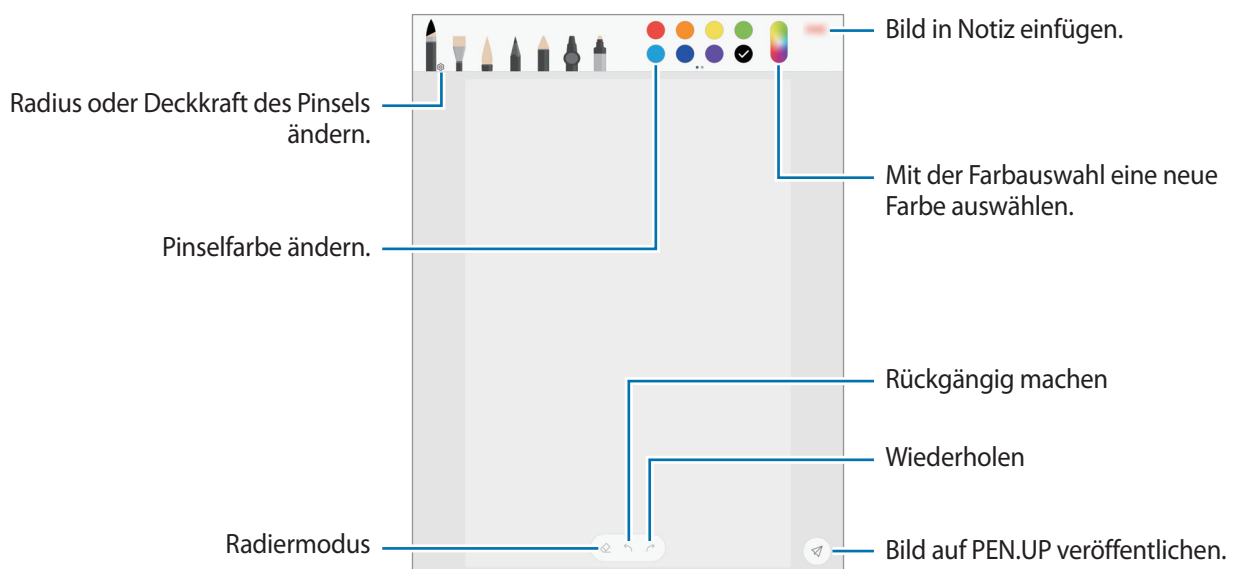 Bild in Notiz einfügen.
Radius oder Deckkraft des Pinsels
ändern.
Mit der Farbauswahl eine neue
Farbe auswählen.
Pinselfarbe ändern.
Rückgängig machen
Wiederholen
Radiermodus
Bild auf PEN.UP veröffentlichen.